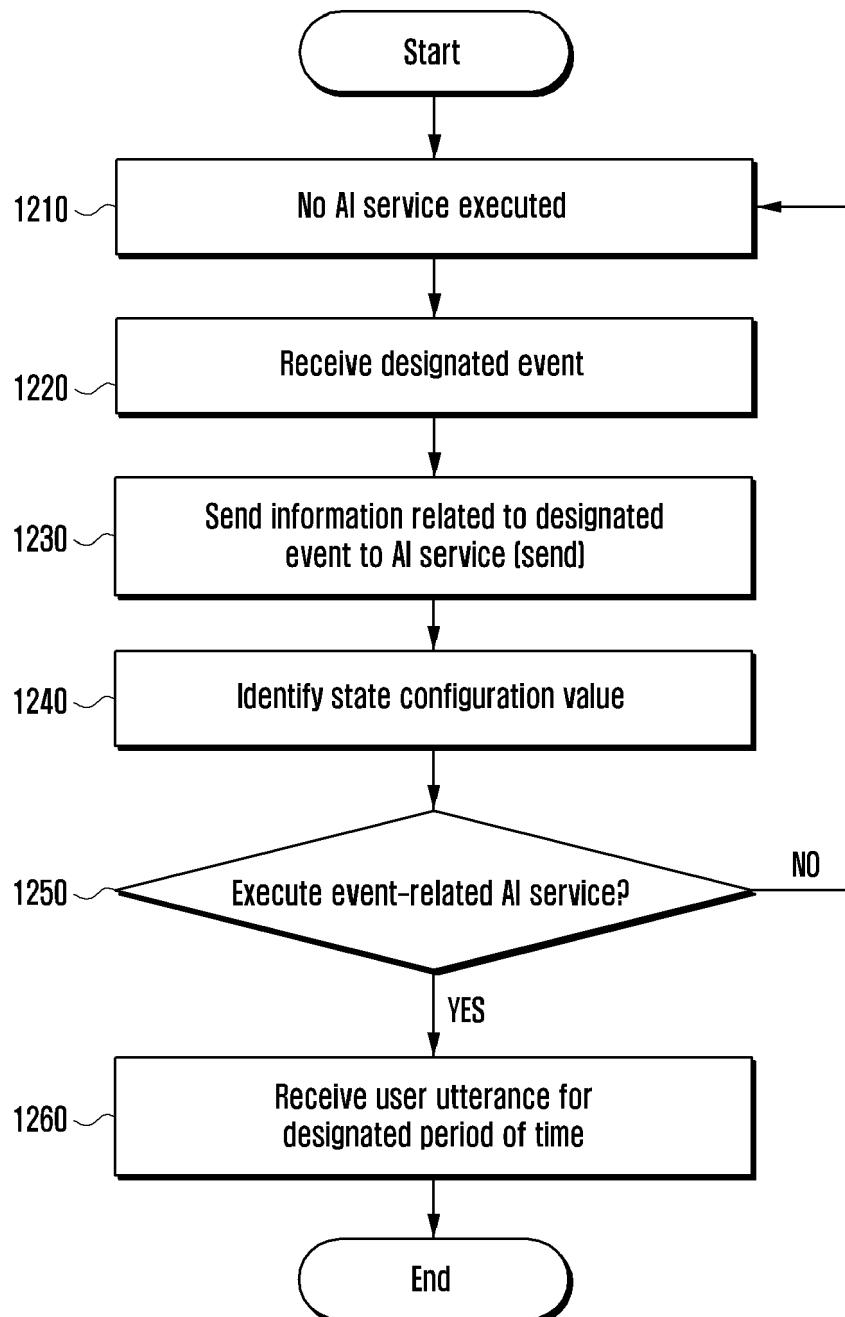 Start
1210
No AI service executed
1220
Receive designated event
1230
Send information related to designated
event to AI service (send)
1240
Identify state configuration value
1250
Execute event-related AI service?
NO
YES
1260
Receive user utterance for
designated period of time
End